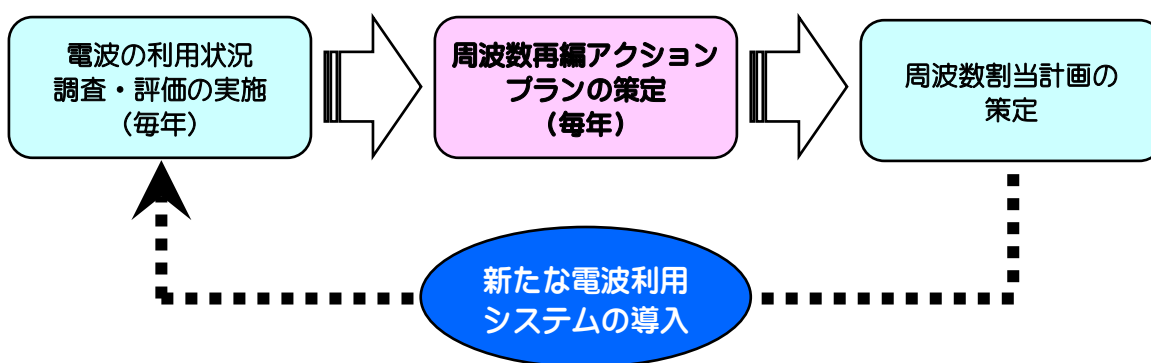 電波の利用状況
調査・評価の実施
（毎年）
周波数再編アクション
プランの策定
（毎年）
周波数割当計画の
策定
新たな電波利用
システムの導入